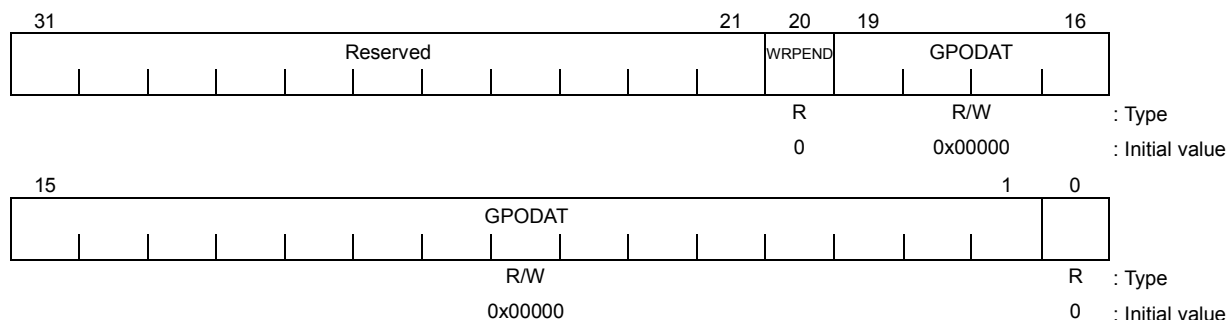 31 21 20 19 16
Reserved WRPEND GPODAT
R R/W : Type
0 0x00000 : Initial value
15 1 0
GPODAT
R/W R : Type
0x00000 0 : Initial value